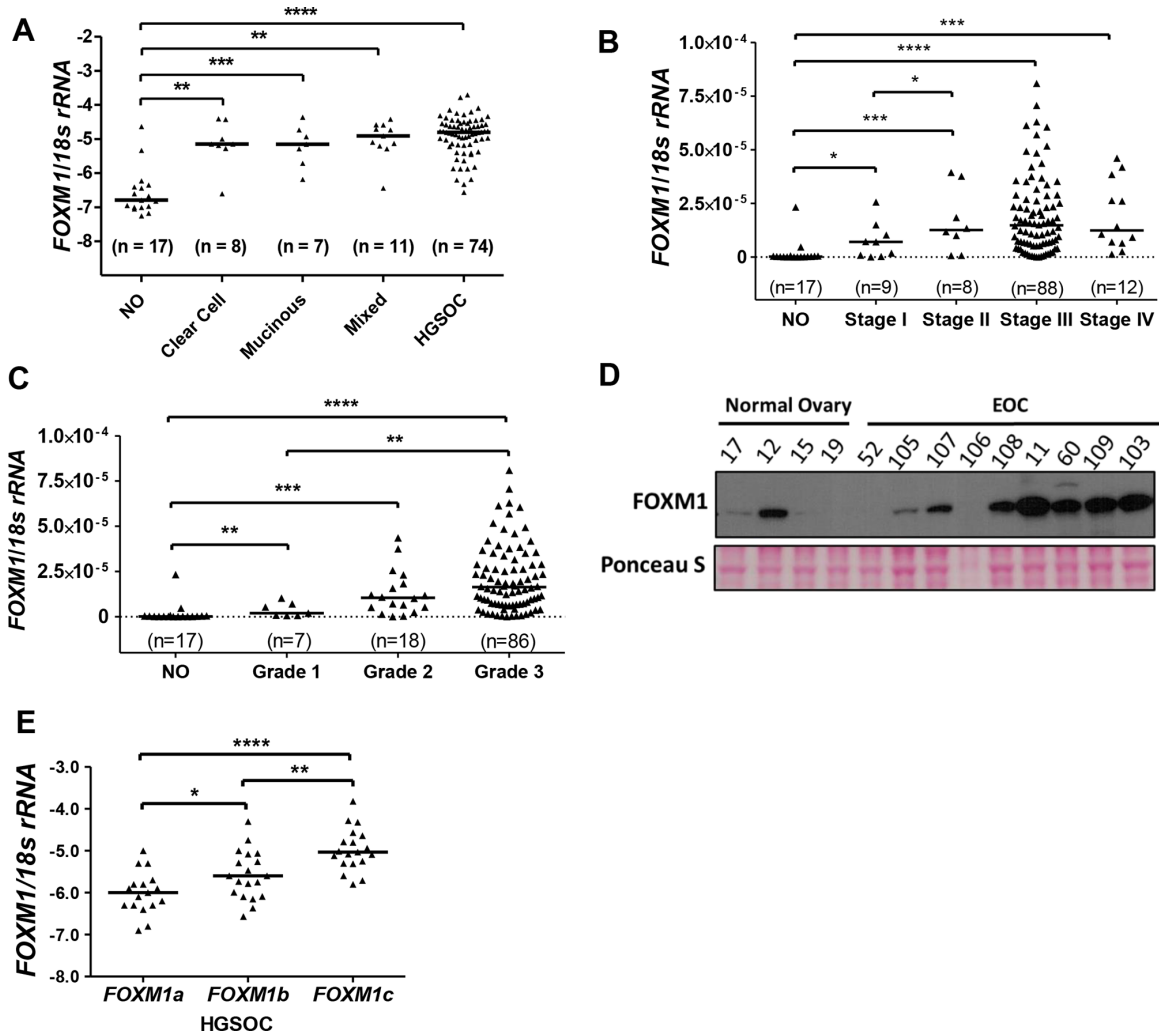 A
****
**
***
**
FOXM1/18s rRNA
-2
-3
-4
-5
-6
-7
-8
(n = 17) (n = 8) (n = 7) (n = 11) (n = 74)
NO Clear Cell Mucinous Mixed HGSOC
B
***
****
*
***
*
FOXM1/18s rRNA
1.0×10-4
7.5×10-5
5.0×10-5
2.5×10-5
0
(n=17) (n=9) (n=8) (n=88) (n=12)
NO Stage I Stage II Stage III Stage IV
C
****
**
***
**
FOXM1/18s rRNA
1.0×10-4
7.5×10-5
5.0×10-5
2.5×10-5
0
(n=17) (n=7) (n=18) (n=86)
NO Grade 1 Grade 2 Grade 3
D
Normal Ovary EOC
17 12 15 19 52 105 107 106 108 11 60 109 103
FOXM1
Ponceau S
E
****
**
*
FOXM1/18s rRNA
-3.0
-4.0
-5.0
-6.0
-7.0
-8.0
FOXM1a FOXM1b FOXM1c
HGSOC